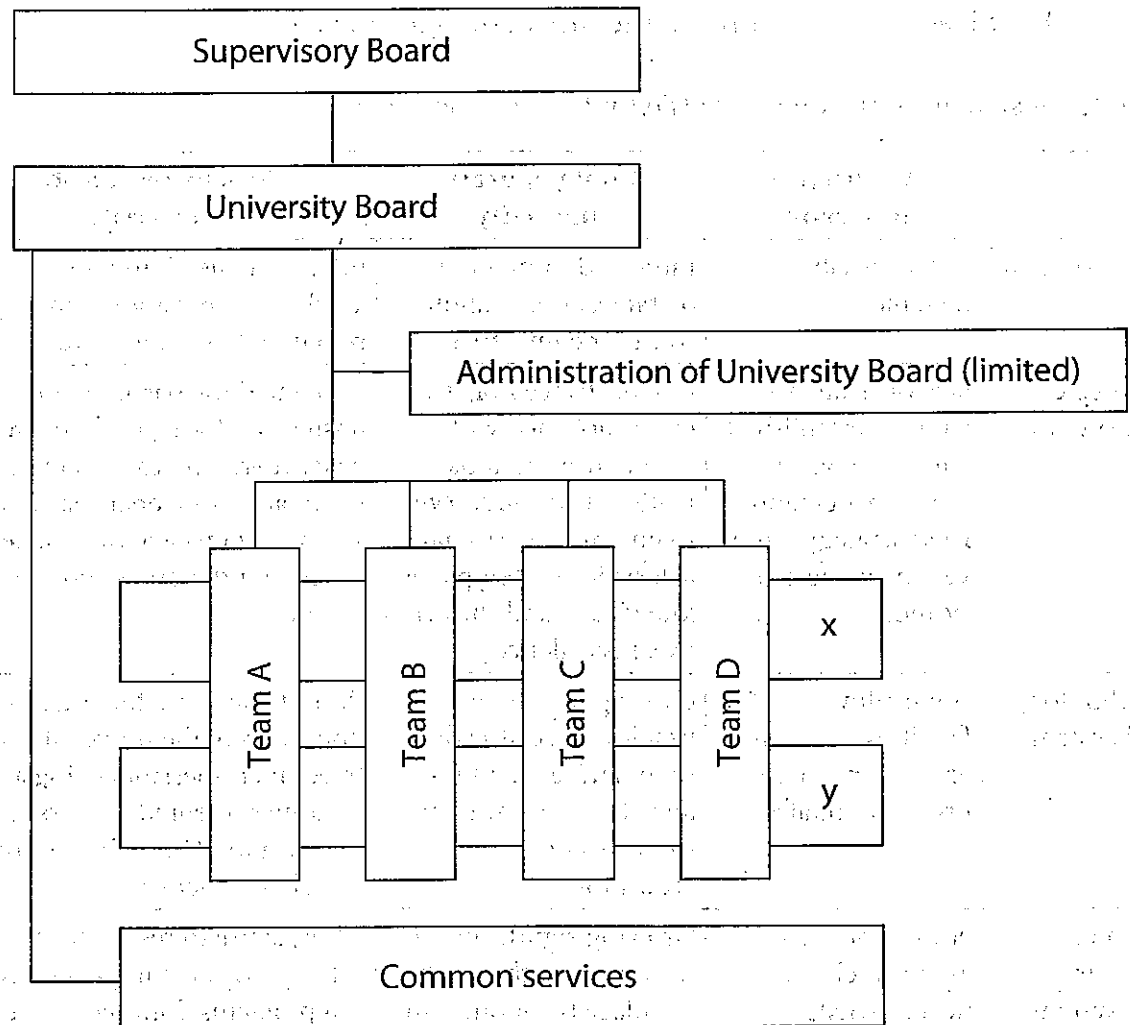 Supervisory Board
University Board
Administration of University Board (limited)
Team A
Team B
Team C
Team D
x
y
Common services